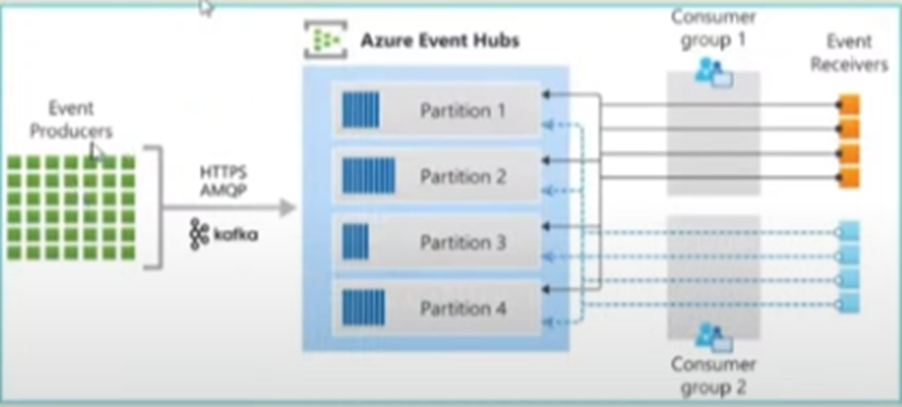 Azure Event Hubs
Event
Producers
HTTPS
AMQP
kafka
Partition 1
Partition 2
Partition 3
Partition 4
Consumer
group 1
Event
Receivers
Consumer
group 2